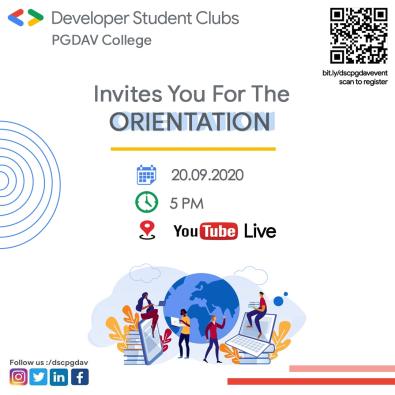 Developer Student Clubs
PGDAV College
bit.ly/dscpgdavevent
scan to register
Invites You For The
ORIENTATION
20.09.2020
5 PM
YouTube Live
Follow us :/dscpgdav